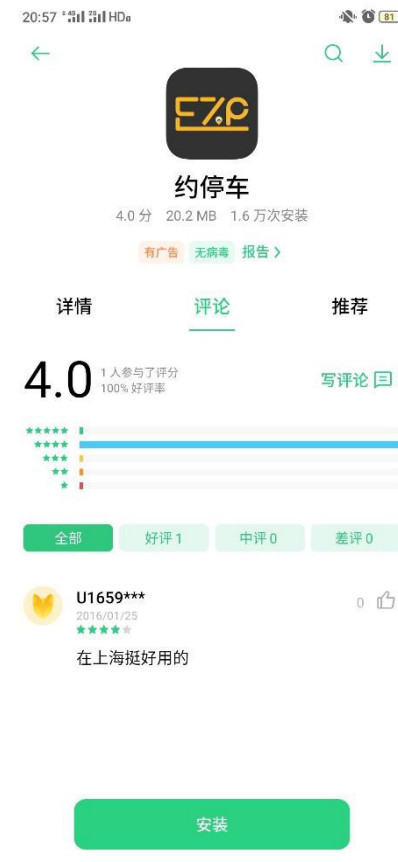 20:57 4G 2G HD
81
EZP
约停车
4.0 分 20.2 MB 1.6 万次安装
有广告 无病毒 报告 >
详情 评论 推荐
4.0 1 人参与了评分 写评论
100% 好评率
全部 好评 1 中评 0 差评 0
U1659*** 0
2016/01/25
在上海挺好用的
安装